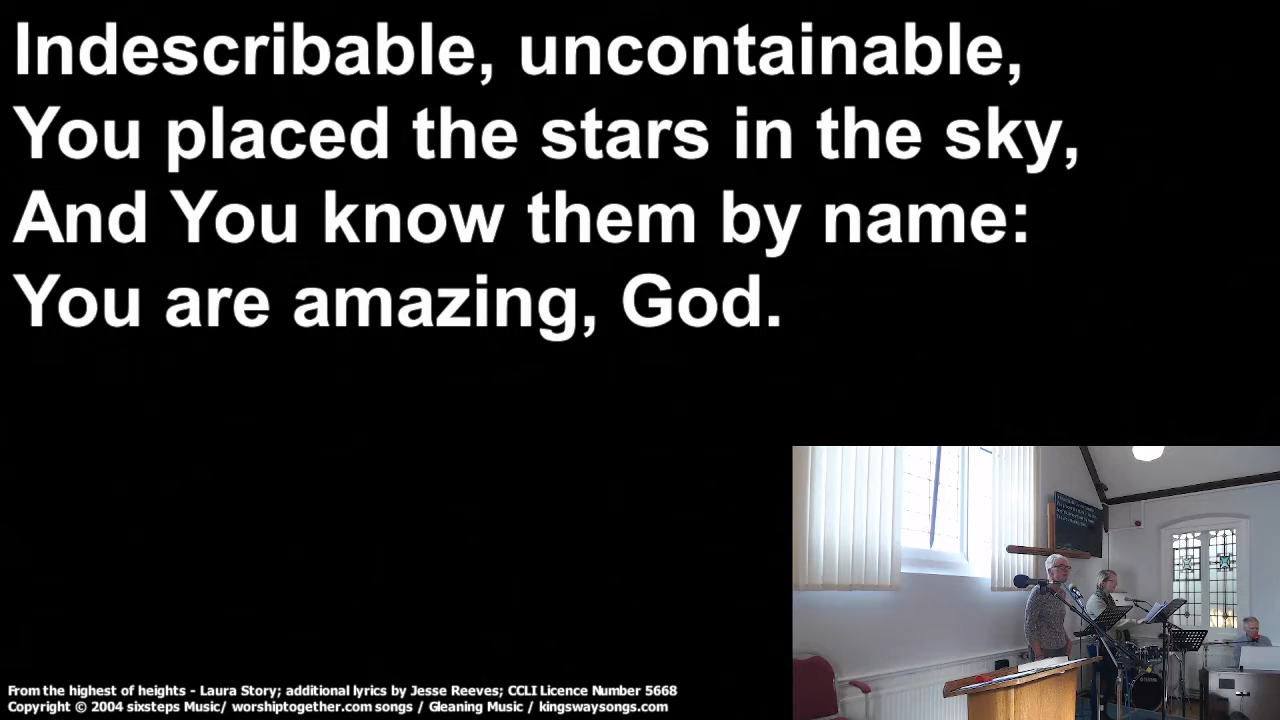 Indescribable, uncontainable,
You placed the stars in the sky,
And You know them by name:
You are amazing, God.
From the highest of heights - Laura Story; additional lyrics by Jesse Reeves; CCLI Licence Number 5668
Copyright © 2004 sixsteps Music/ worshiptogether.com songs / Gleaning Music / kingswaysongs.com